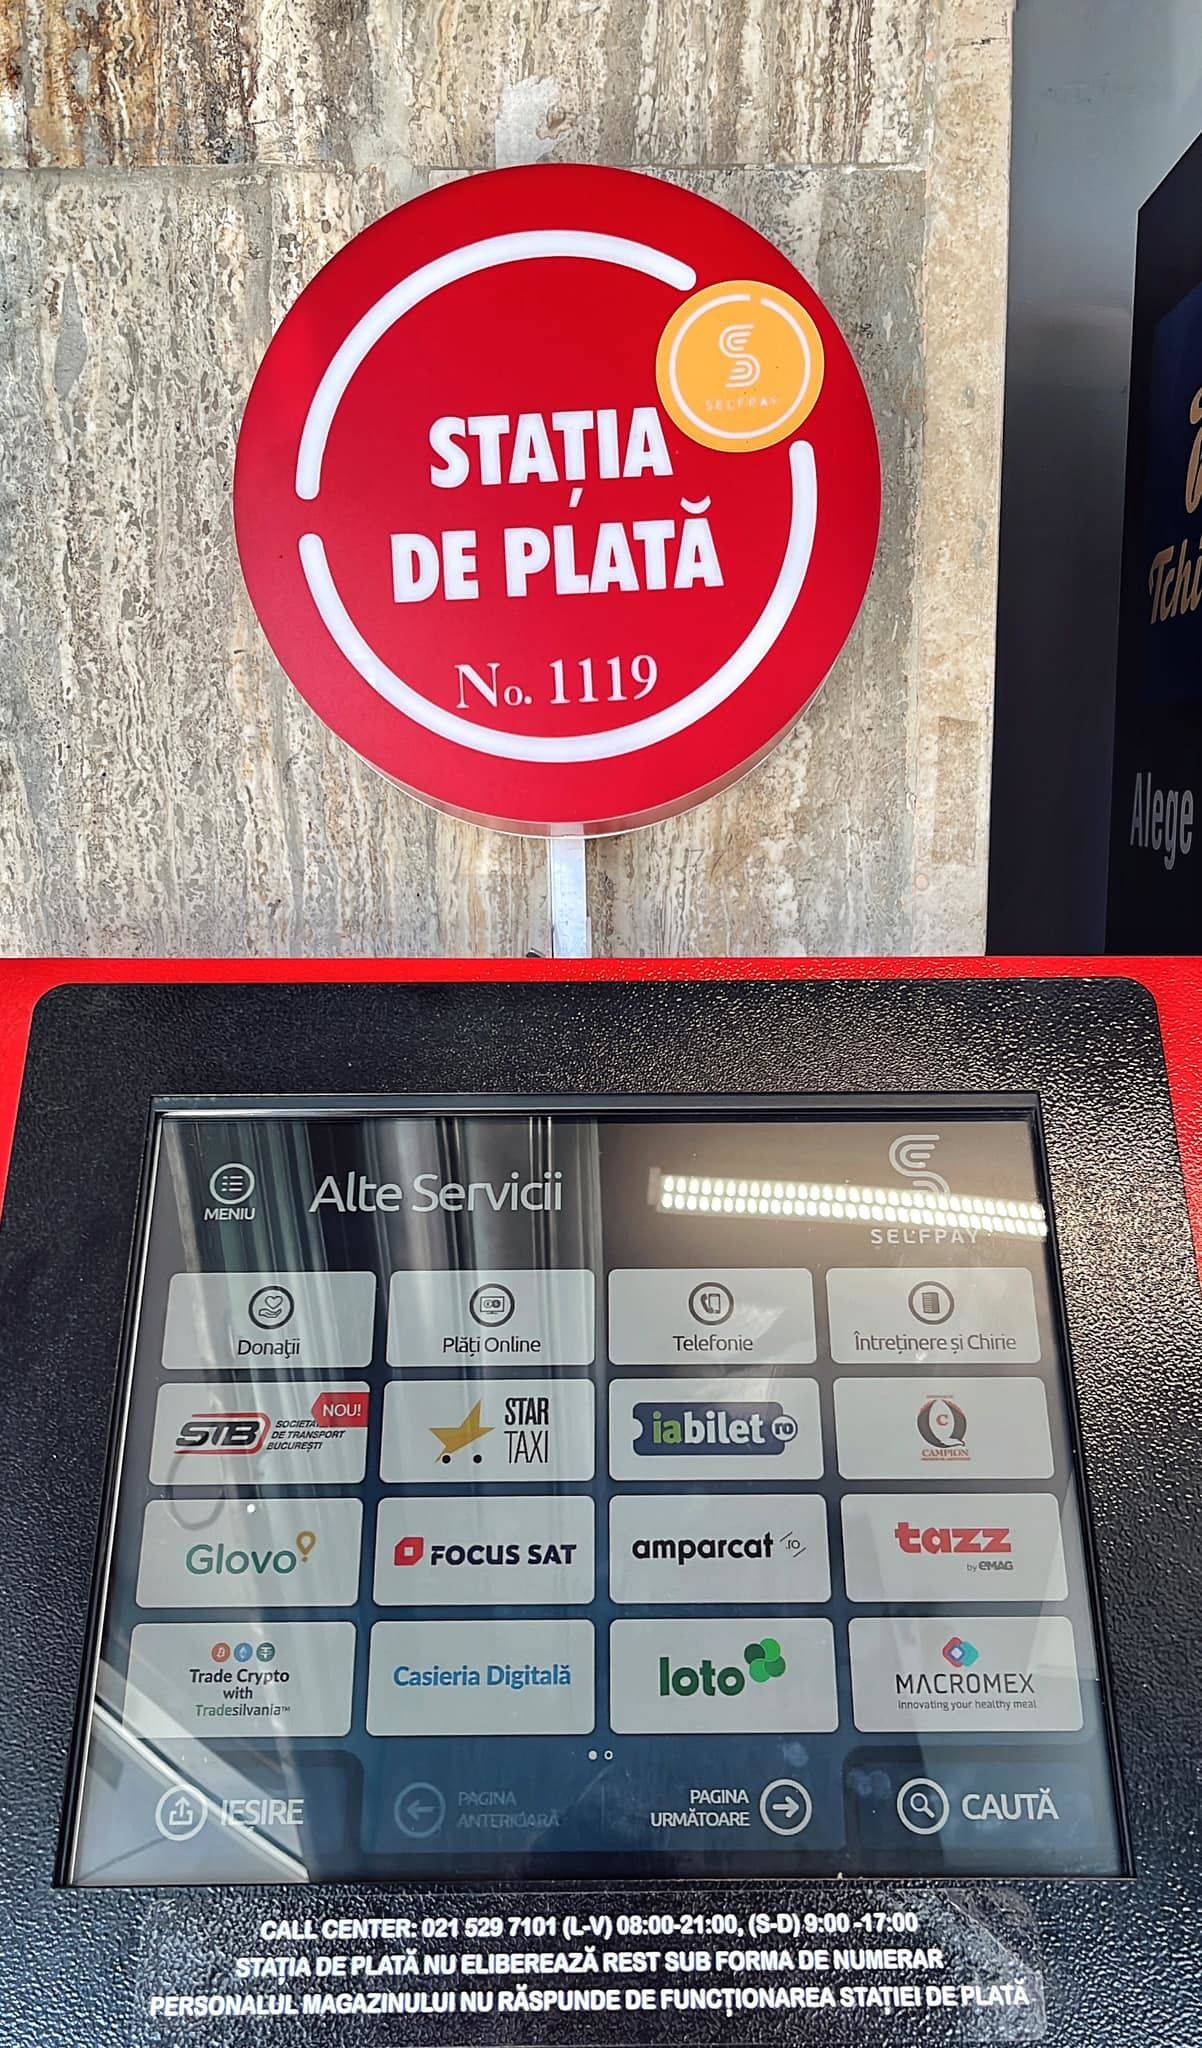 SELFPAY
STAȚIA
DE PLATĂ
No. 1119
Tchi
Alege
MENIU
Alte Servicii
SELFPAY
Donații
Plăți Online
Telefonie
Întreținere și Chirie
STB
SOCIETATEA
DE TRANSPORT
BUCUREȘTI
NOU!
STAR
TAXI
iabilet ro
C
CAMPION
Glovo
FOCUS SAT
amparcat .ro
tazz
by eMAG
Trade Crypto
with
Tradesilvania™
Casieria Digitală
loto
MACROMEX
Innovating your healthy meal
IEȘIRE
PAGINA
ANTERIOARĂ
PAGINA
URMĂTOARE
CAUTĂ
CALL CENTER: 021 529 7101 (L-V) 08:00-21:00, (S-D) 9:00 -17:00
STAȚIA DE PLATĂ NU ELIBEREAZĂ REST SUB FORMA DE NUMERAR
PERSONALUL MAGAZINULUI NU RĂSPUNDE DE FUNCȚIONAREA STAȚIEI DE PLATĂ